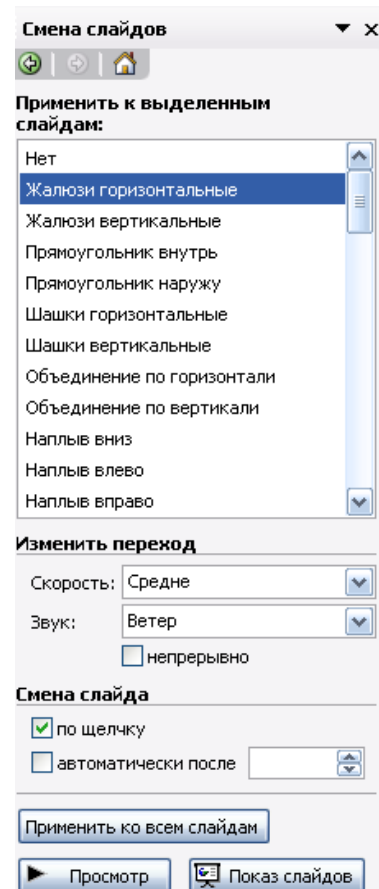 Смена слайдов
Применить к выделенным
слайдам:
Нет
Жалюзи горизонтальные
Жалюзи вертикальные
Прямоугольник внутрь
Прямоугольник наружу
Шашки горизонтальные
Шашки вертикальные
Объединение по горизонтали
Объединение по вертикали
Наплыв вниз
Наплыв влево
Наплыв вправо
Изменить переход
Скорость: Средне
Звук: Ветер
непрерывно
Смена слайда
по щелчку
автоматически после
Применить ко всем слайдам
Просмотр Показ слайдов